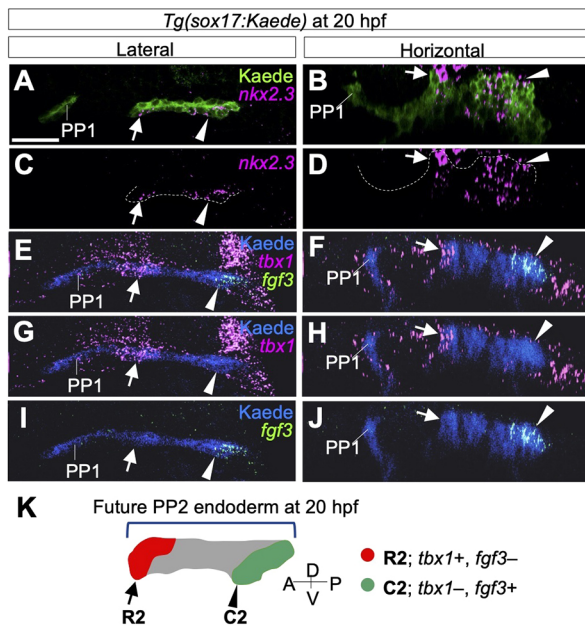 Tg(sox17:Kaede) at 20 hpf
Lateral
Horizontal
A
Kaede
nkx2.3
PP1
B
PP1
C
nkx2.3
D
E
Kaede
tbx1
fgf3
PP1
F
PP1
G
Kaede
tbx1
PP1
H
PP1
I
Kaede
fgf3
PP1
J
PP1
K
Future PP2 endoderm at 20 hpf
R2
C2
D
A P
V
R2; tbx1+, fgf3–
C2; tbx1–, fgf3+